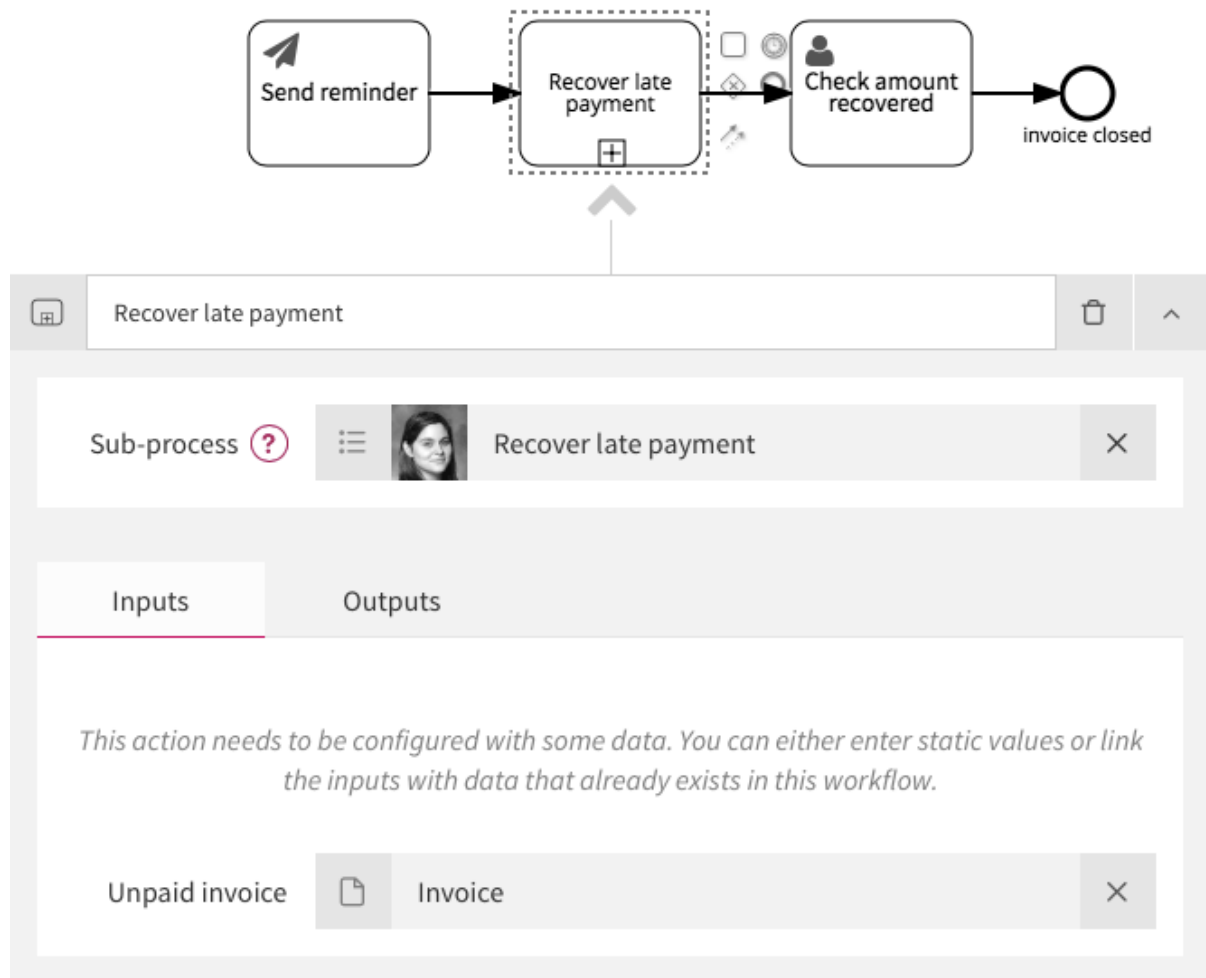 Send reminder
Recover late
payment
Check amount
recovered
invoice closed
Recover late payment
Sub-process ? Recover late payment
Inputs Outputs
This action needs to be configured with some data. You can either enter static values or link
the inputs with data that already exists in this workflow.
Unpaid invoice Invoice